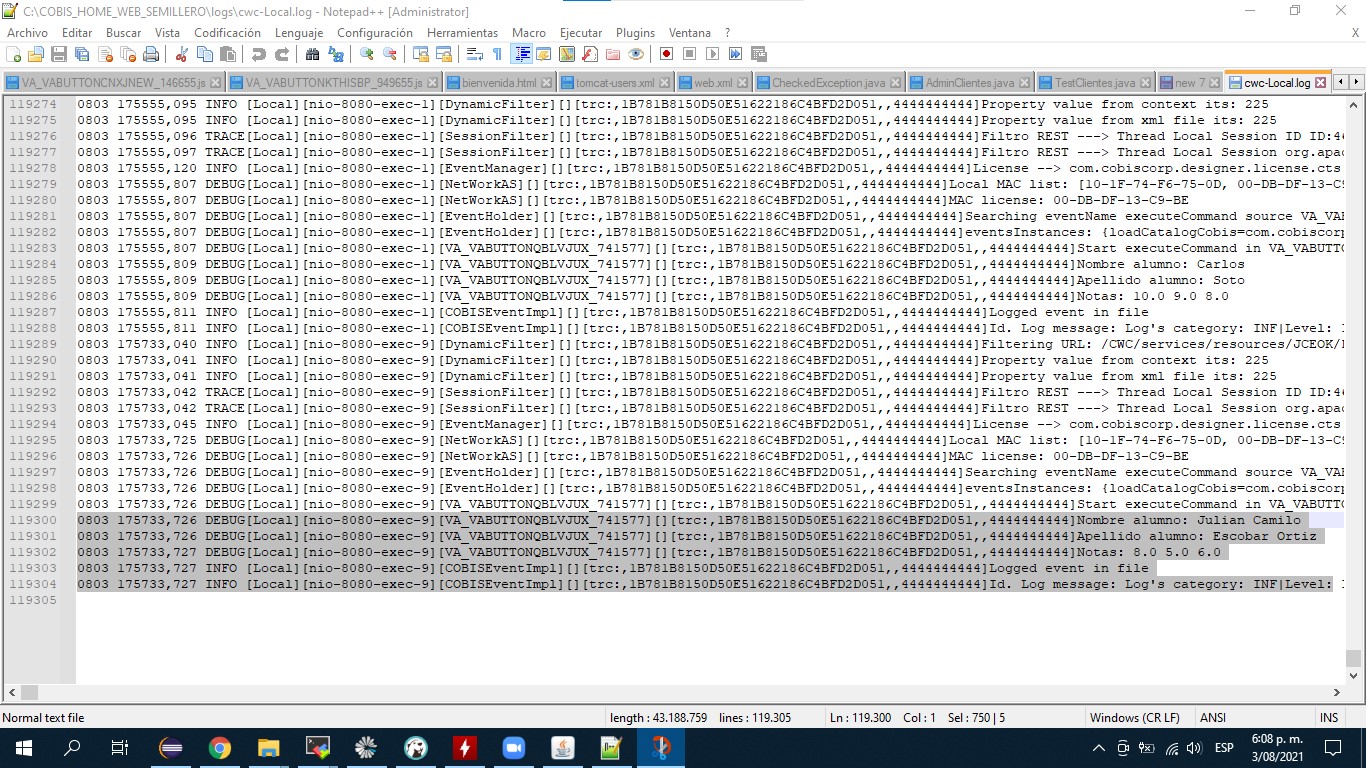 C:\COBIS_HOME_WEB_SEMILLERO\logs\cwc-Local.log - Notepad++ [Administrator]
Archivo Editar Buscar Vista Codificación Lenguaje Configuración Herramientas Macro Ejecutar Plugins Ventana ? X
VA_VABUTTONCNXJNEW_146655.js VA_VABUTTONKTHISBP_949655.js bienvenida.html tomcat-users.xml web.xml CheckedException.java AdminClientes.java TestClientes.java new 7 cwc-Local.log
119274 0803 175555,095 INFO [Local][nio-8080-exec-1][DynamicFilter][][trc:,1B781B8150D50E51622186C4BFD2D051,,4444444444]Property value from context its: 225
119275 0803 175555,095 INFO [Local][nio-8080-exec-1][DynamicFilter][][trc:,1B781B8150D50E51622186C4BFD2D051,,4444444444]Property value from xml file its: 225
119276 0803 175555,096 TRACE[Local][nio-8080-exec-1][SessionFilter][][trc:,1B781B8150D50E51622186C4BFD2D051,,4444444444]Filtro REST ---> Thread Local Session ID ID:46
119277 0803 175555,097 TRACE[Local][nio-8080-exec-1][SessionFilter][][trc:,1B781B8150D50E51622186C4BFD2D051,,4444444444]Filtro REST ---> Thread Local Session org.apac
119278 0803 175555,120 INFO [Local][nio-8080-exec-1][EventManager][][trc:,1B781B8150D50E51622186C4BFD2D051,,4444444444]License --> com.cobiscorp.designer.license.cts
119279 0803 175555,807 DEBUG[Local][nio-8080-exec-1][NetWorkAS][][trc:,1B781B8150D50E51622186C4BFD2D051,,4444444444]Local MAC list: [10-1F-74-F6-75-0D, 00-DB-DF-13-C9
119280 0803 175555,807 DEBUG[Local][nio-8080-exec-1][NetWorkAS][][trc:,1B781B8150D50E51622186C4BFD2D051,,4444444444]MAC license: 00-DB-DF-13-C9-BE
119281 0803 175555,807 DEBUG[Local][nio-8080-exec-1][EventHolder][][trc:,1B781B8150D50E51622186C4BFD2D051,,4444444444]Searching eventName executeCommand source VA_VAB
119282 0803 175555,807 DEBUG[Local][nio-8080-exec-1][EventHolder][][trc:,1B781B8150D50E51622186C4BFD2D051,,4444444444]eventsInstances: {loadCatalogCobis=com.cobiscorp
119283 0803 175555,807 DEBUG[Local][nio-8080-exec-1][VA_VABUTTONQBLVJUX_741577][][trc:,1B781B8150D50E51622186C4BFD2D051,,4444444444]Start executeCommand in VA_VABUTTO
119284 0803 175555,809 DEBUG[Local][nio-8080-exec-1][VA_VABUTTONQBLVJUX_741577][][trc:,1B781B8150D50E51622186C4BFD2D051,,4444444444]Nombre alumno: Carlos
119285 0803 175555,809 DEBUG[Local][nio-8080-exec-1][VA_VABUTTONQBLVJUX_741577][][trc:,1B781B8150D50E51622186C4BFD2D051,,4444444444]Apellido alumno: Soto
119286 0803 175555,809 DEBUG[Local][nio-8080-exec-1][VA_VABUTTONQBLVJUX_741577][][trc:,1B781B8150D50E51622186C4BFD2D051,,4444444444]Notas: 10.0 9.0 8.0
119287 0803 175555,811 INFO [Local][nio-8080-exec-1][COBISEventImpl][][trc:,1B781B8150D50E51622186C4BFD2D051,,4444444444]Logged event in file
119288 0803 175555,811 INFO [Local][nio-8080-exec-1][COBISEventImpl][][trc:,1B781B8150D50E51622186C4BFD2D051,,4444444444]Id. Log message: Log's category: INF|Level:
119289 0803 175733,040 INFO [Local][nio-8080-exec-9][DynamicFilter][][trc:,1B781B8150D50E51622186C4BFD2D051,,4444444444]Filtering URL: /CWC/services/resources/JCEOK/
119290 0803 175733,041 INFO [Local][nio-8080-exec-9][DynamicFilter][][trc:,1B781B8150D50E51622186C4BFD2D051,,4444444444]Property value from context its: 225
119291 0803 175733,041 INFO [Local][nio-8080-exec-9][DynamicFilter][][trc:,1B781B8150D50E51622186C4BFD2D051,,4444444444]Property value from xml file its: 225
119292 0803 175733,042 TRACE[Local][nio-8080-exec-9][SessionFilter][][trc:,1B781B8150D50E51622186C4BFD2D051,,4444444444]Filtro REST ---> Thread Local Session ID ID:46
119293 0803 175733,042 TRACE[Local][nio-8080-exec-9][SessionFilter][][trc:,1B781B8150D50E51622186C4BFD2D051,,4444444444]Filtro REST ---> Thread Local Session org.apac
119294 0803 175733,045 INFO [Local][nio-8080-exec-9][EventManager][][trc:,1B781B8150D50E51622186C4BFD2D051,,4444444444]License --> com.cobiscorp.designer.license.cts
119295 0803 175733,725 DEBUG[Local][nio-8080-exec-9][NetWorkAS][][trc:,1B781B8150D50E51622186C4BFD2D051,,4444444444]Local MAC list: [10-1F-74-F6-75-0D, 00-DB-DF-13-C9
119296 0803 175733,726 DEBUG[Local][nio-8080-exec-9][NetWorkAS][][trc:,1B781B8150D50E51622186C4BFD2D051,,4444444444]MAC license: 00-DB-DF-13-C9-BE
119297 0803 175733,726 DEBUG[Local][nio-8080-exec-9][EventHolder][][trc:,1B781B8150D50E51622186C4BFD2D051,,4444444444]Searching eventName executeCommand source VA_VAB
119298 0803 175733,726 DEBUG[Local][nio-8080-exec-9][EventHolder][][trc:,1B781B8150D50E51622186C4BFD2D051,,4444444444]eventsInstances: {loadCatalogCobis=com.cobiscorp
119299 0803 175733,726 DEBUG[Local][nio-8080-exec-9][VA_VABUTTONQBLVJUX_741577][][trc:,1B781B8150D50E51622186C4BFD2D051,,4444444444]Start executeCommand in VA_VABUTTO
119300 0803 175733,726 DEBUG[Local][nio-8080-exec-9][VA_VABUTTONQBLVJUX_741577][][trc:,1B781B8150D50E51622186C4BFD2D051,,4444444444]Nombre alumno: Julian Camilo
119301 0803 175733,726 DEBUG[Local][nio-8080-exec-9][VA_VABUTTONQBLVJUX_741577][][trc:,1B781B8150D50E51622186C4BFD2D051,,4444444444]Apellido alumno: Escobar Ortiz
119302 0803 175733,727 DEBUG[Local][nio-8080-exec-9][VA_VABUTTONQBLVJUX_741577][][trc:,1B781B8150D50E51622186C4BFD2D051,,4444444444]Notas: 8.0 5.0 6.0
119303 0803 175733,727 INFO [Local][nio-8080-exec-9][COBISEventImpl][][trc:,1B781B8150D50E51622186C4BFD2D051,,4444444444]Logged event in file
119304 0803 175733,727 INFO [Local][nio-8080-exec-9][COBISEventImpl][][trc:,1B781B8150D50E51622186C4BFD2D051,,4444444444]Id. Log message: Log's category: INF|Level:
119305
Normal text file length : 43.188.759 lines : 119.305 Ln : 119.300 Col : 1 Sel : 750 | 5 Windows (CR LF) ANSI INS
ESP 6:08 p. m.
3/08/2021